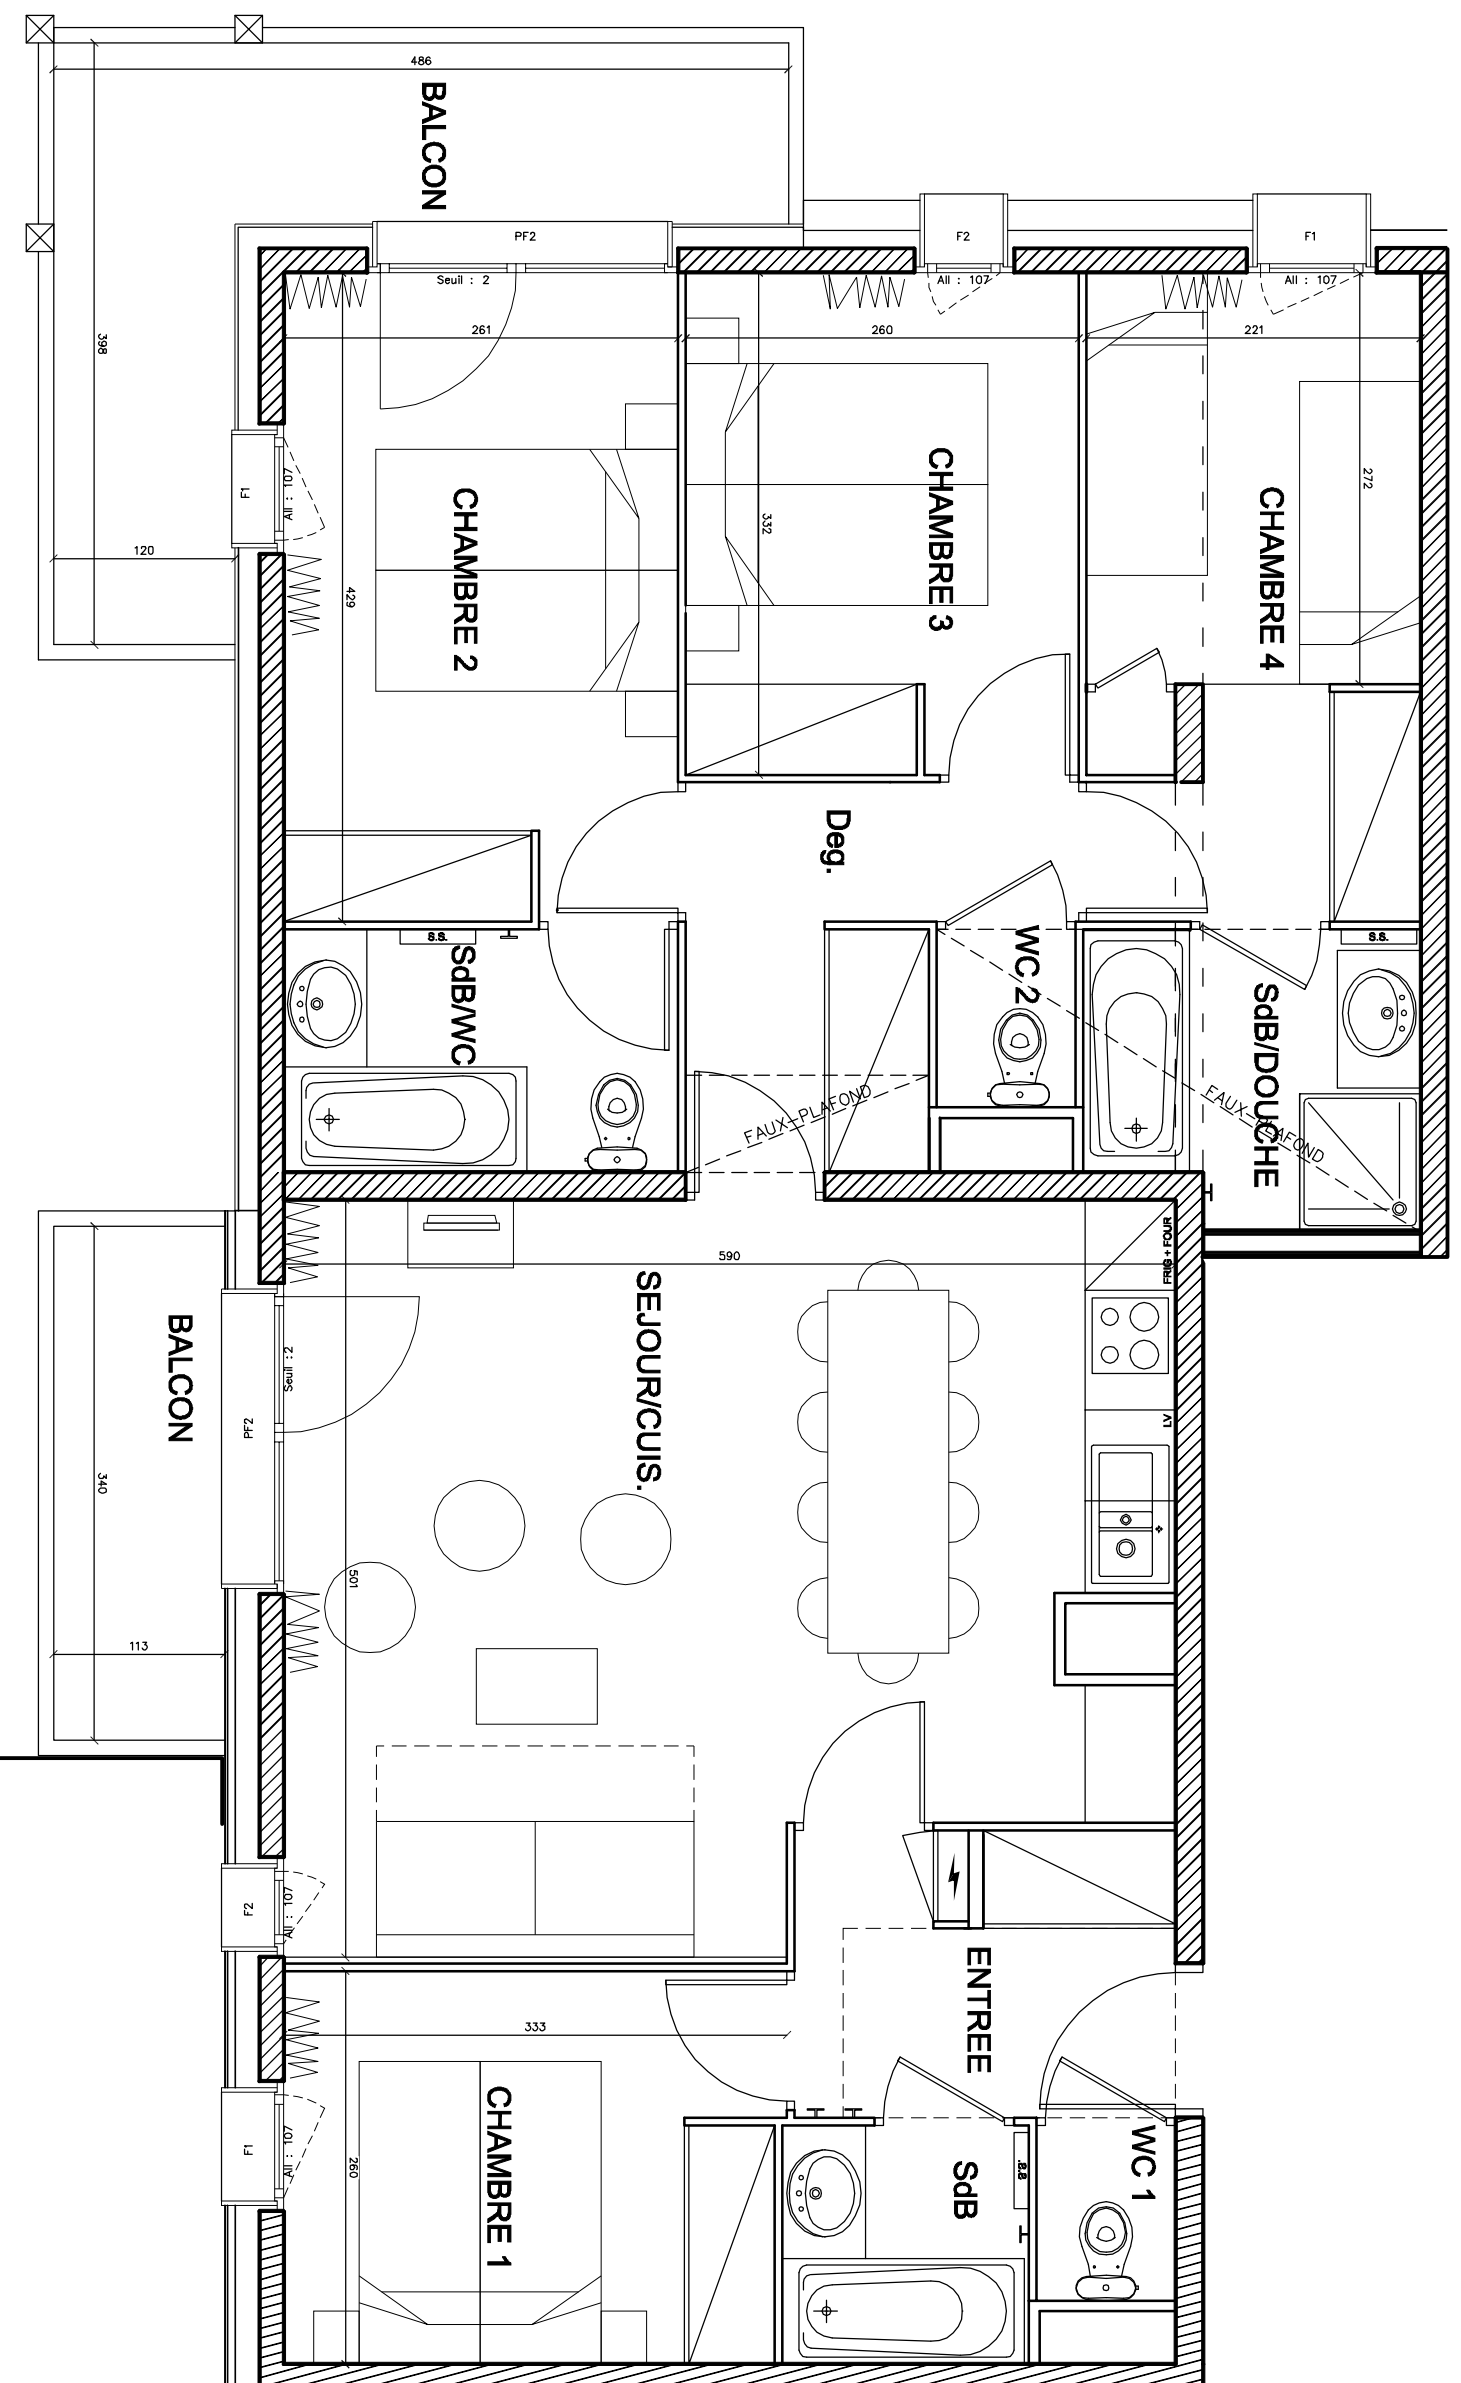 486
BALCON
398
120
PF2
Seuil : 2
F2
All : 107
F1
All : 107
261
260
221
F1
All : 107
CHAMBRE 2
429
CHAMBRE 3
332
CHAMBRE 4
272
Deg.
S.S.
SdB/WC
WC 2
S.S.
SdB/DOUCHE
FAUX-PLAFOND
FAUX-PLAFOND
590
FRIG + FOUR
LV
SEJOUR/CUIS.
501
BALCON
340
113
PF2
Seuil :2
F2
All : 107
ENTREE
333
CHAMBRE 1
260
F1
All : 107
SdB
S.S.
WC 1